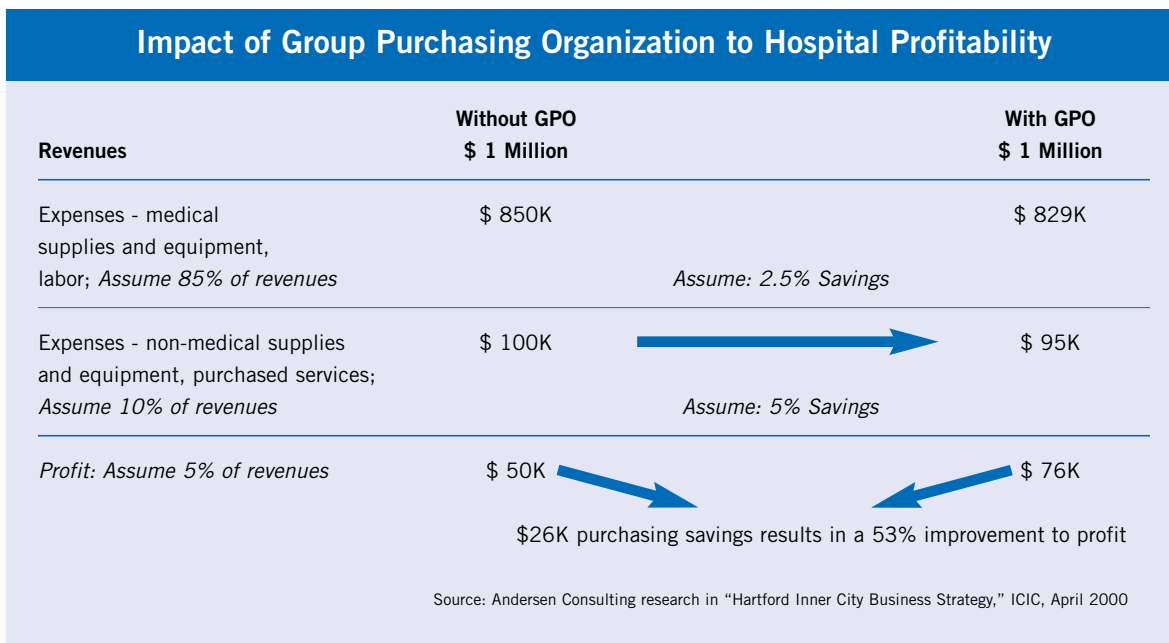 Impact of Group Purchasing Organization to Hospital Profitability
Without GPO With GPO
Revenues $ 1 Million $ 1 Million
Expenses - medical $ 850K $ 829K
supplies and equipment,
labor; Assume 85% of revenues Assume: 2.5% Savings
Expenses - non-medical supplies $ 100K $ 95K
and equipment, purchased services;
Assume 10% of revenues Assume: 5% Savings
Profit: Assume 5% of revenues $ 50K $ 76K
$26K purchasing savings results in a 53% improvement to profit
Source: Andersen Consulting research in “Hartford Inner City Business Strategy,” ICIC, April 2000